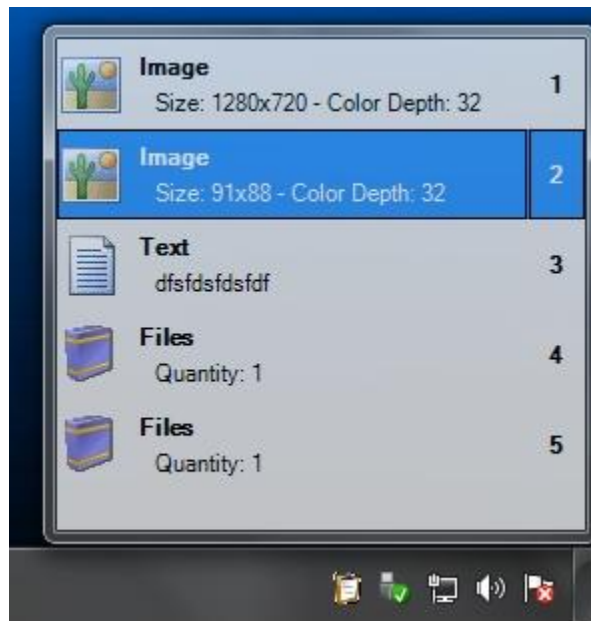 Image
1
Size: 1280x720 - Color Depth: 32
Image
2
Size: 91x88 - Color Depth: 32
Text
3
dfsfdsfdsfdf
Files
4
Quantity: 1
Files
5
Quantity: 1